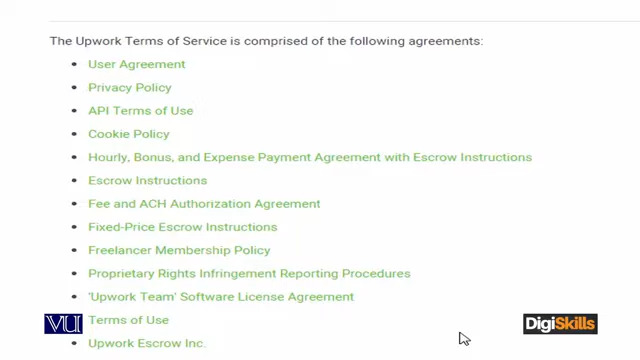 The Upwork Terms of Service is comprised of the following agreements:
User Agreement
Privacy Policy
API Terms of Use
Cookie Policy
Hourly, Bonus, and Expense Payment Agreement with Escrow Instructions
Escrow Instructions
Fee and ACH Authorization Agreement
Fixed-Price Escrow Instructions
Freelancer Membership Policy
Proprietary Rights Infringement Reporting Procedures
'Upwork Team' Software License Agreement
Terms of Use
Upwork Escrow Inc.
VU
DigiSkills